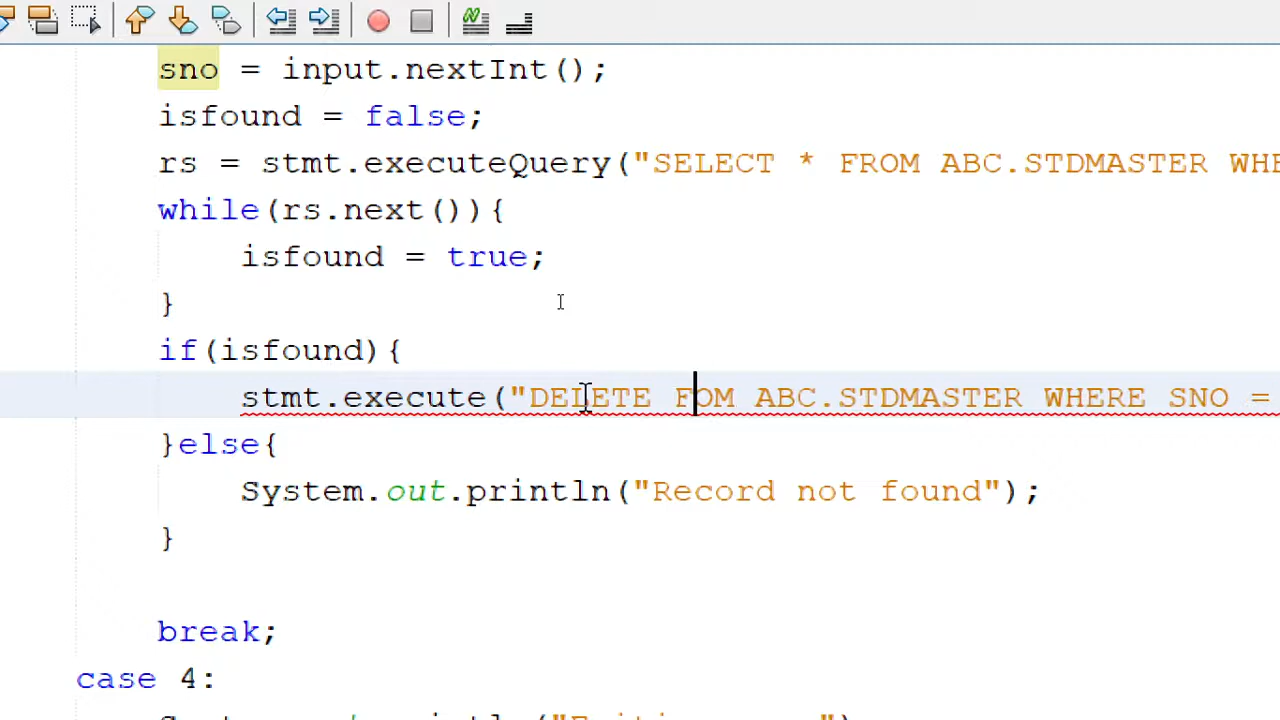 sno = input.nextInt();
isfound = false;
rs = stmt.executeQuery("SELECT * FROM ABC.STDMASTER
while(rs.next()){
isfound = true;
}
if(isfound){
stmt.execute("DELETE FOM ABC.STDMASTER WHERE SNO =
}else{
System.out.println("Record not found");
}
break;
case 4: